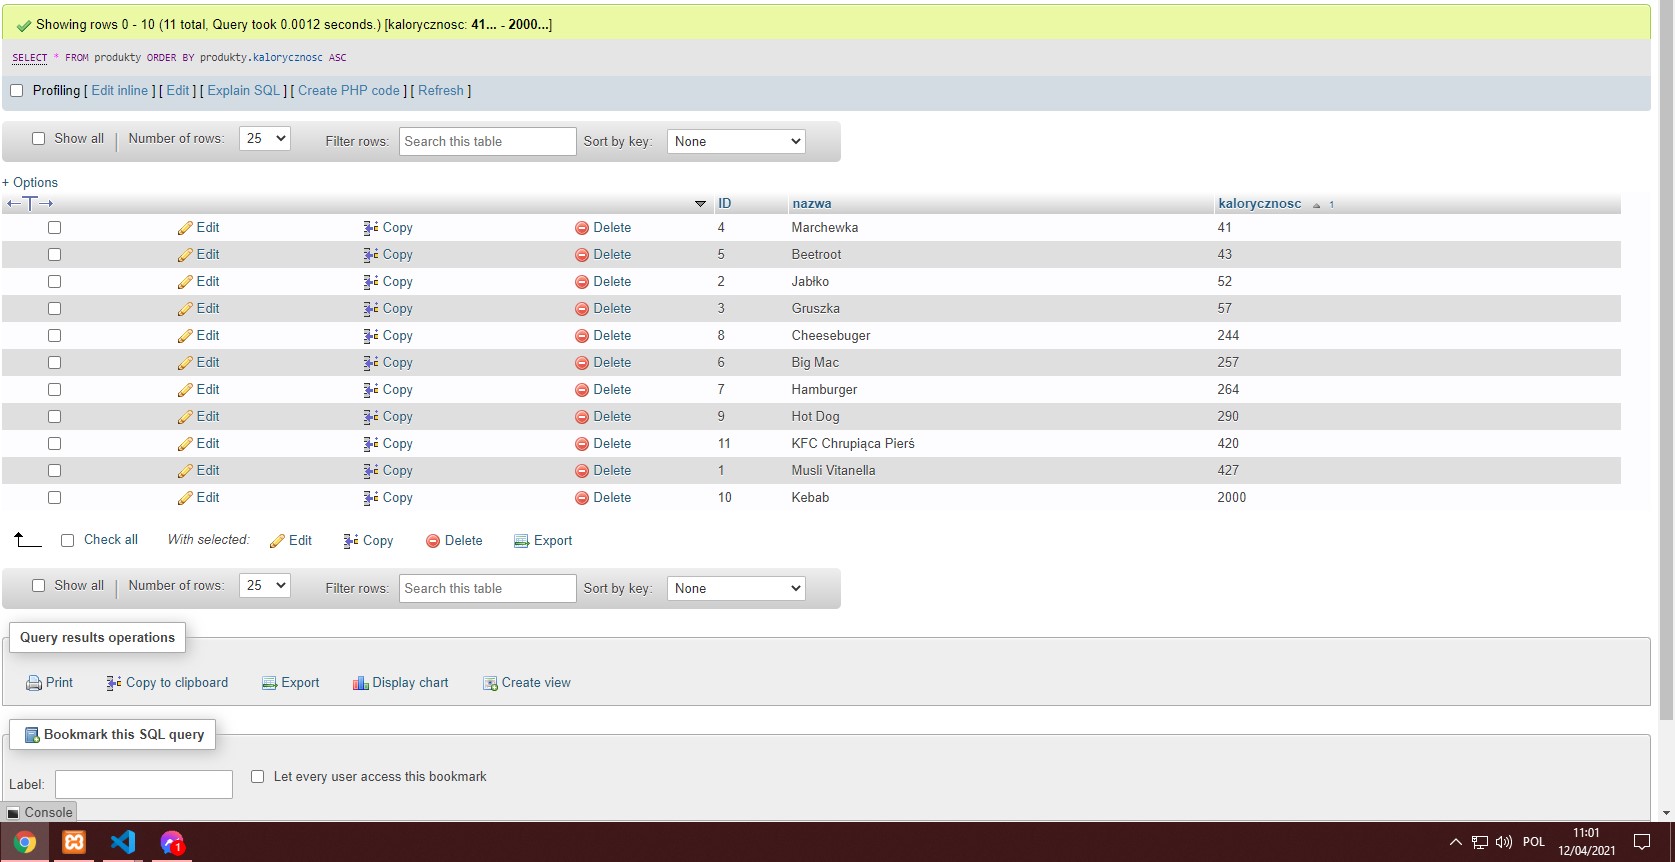 Showing rows 0 - 10 (11 total, Query took 0.0012 seconds.) [kalorycznosc: 41... - 2000...]
SELECT * FROM produkty ORDER BY produkty.kalorycznosc ASC
Profiling [ Edit inline ] [ Edit ] [ Explain SQL ] [ Create PHP code ] [ Refresh ]
Show all | Number of rows: 25 Filter rows: Search this table Sort by key: None
+ Options
←T→ ID nazwa kalorycznosc 1
Edit Copy Delete 4 Marchewka 41
Edit Copy Delete 5 Beetroot 43
Edit Copy Delete 2 Jabłko 52
Edit Copy Delete 3 Gruszka 57
Edit Copy Delete 8 Cheesebuger 244
Edit Copy Delete 6 Big Mac 257
Edit Copy Delete 7 Hamburger 264
Edit Copy Delete 9 Hot Dog 290
Edit Copy Delete 11 KFC Chrupiąca Pierś 420
Edit Copy Delete 1 Musli Vitanella 427
Edit Copy Delete 10 Kebab 2000
Check all With selected: Edit Copy Delete Export
Show all | Number of rows: 25 Filter rows: Search this table Sort by key: None
Query results operations
Print Copy to clipboard Export Display chart Create view
Bookmark this SQL query
Label: Let every user access this bookmark
Console
1 POL 11:01
12/04/2021